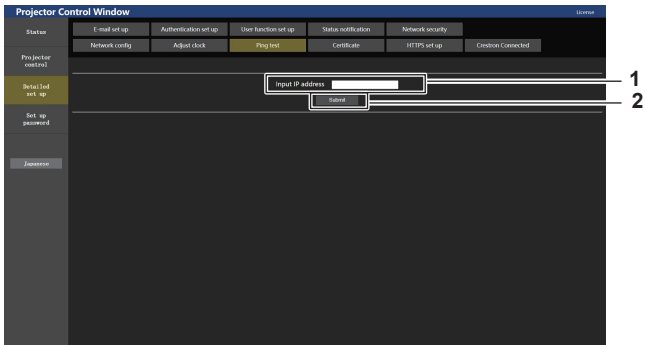 Projector Control Window License
Status
E-mail set up Authentication set up User function set up Status notification Network security
Network config Adjust clock Ping test Certificate HTTPS set up Crestron Connected
Projector
control
Input IP address
1
Detailed
set up
Submit
2
Set up
password
Japanese